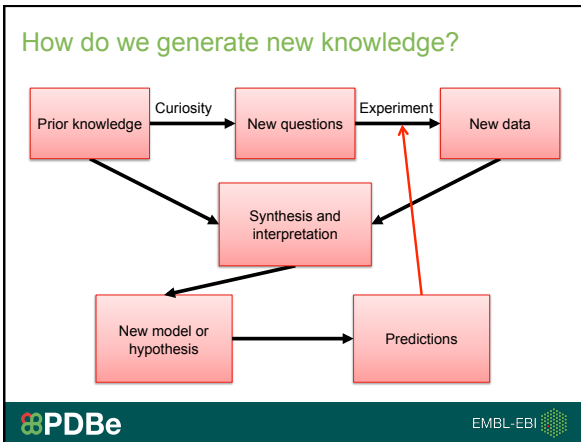 How do we generate new knowledge?
Curiosity
Experiment
Prior knowledge
New questions
New data
Synthesis and
interpretation
New model or
hypothesis
Predictions
PDBe
EMBL-EBI